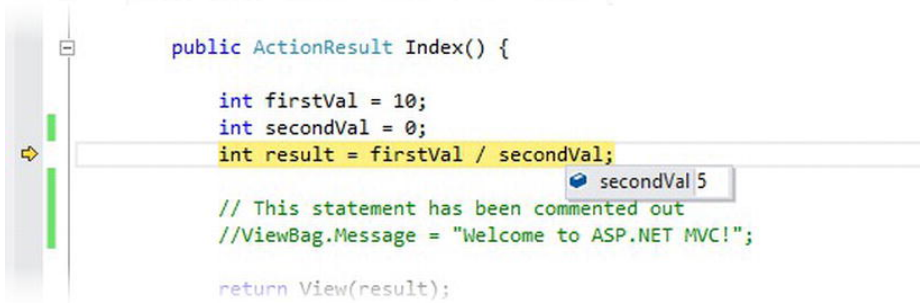 public ActionResult Index() {
int firstVal = 10;
int secondVal = 0;
int result = firstVal / secondVal;
secondVal 5
// This statement has been commented out
//ViewBag.Message = "Welcome to ASP.NET MVC!";
return View(result);